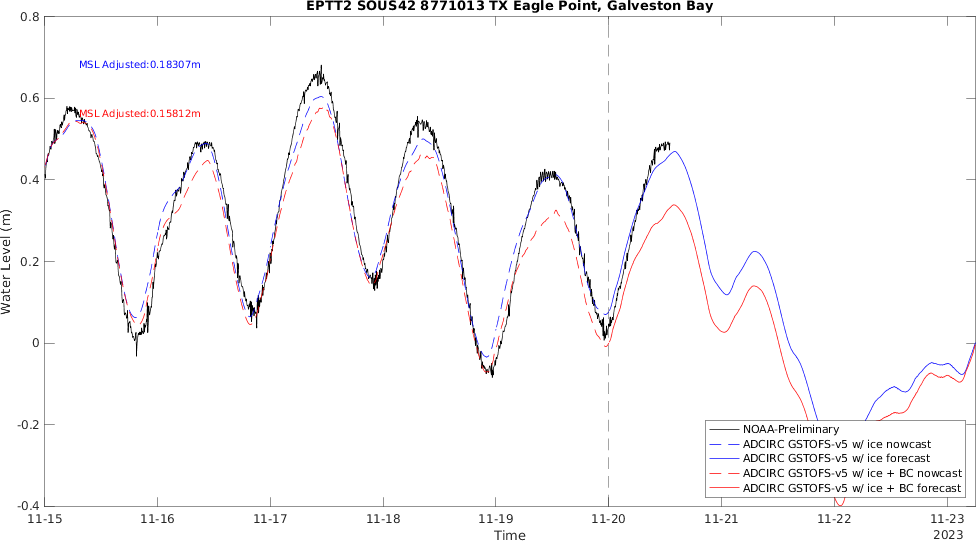 EPTT2 SOUS42 8771013 TX Eagle Point, Galveston Bay
0.8
MSL Adjusted:0.18307m
0.6
MSL Adjusted:0.15812m
0.4
0.2
0
-0.2
-0.4
Water Level (m)
NOAA-Preliminary
ADCIRC GSTOFS-v5 w/ ice nowcast
ADCIRC GSTOFS-v5 w/ ice forecast
ADCIRC GSTOFS-v5 w/ ice + BC nowcast
ADCIRC GSTOFS-v5 w/ ice + BC forecast
11-15 11-16 11-17 11-18 11-19 11-20 11-21 11-22 11-23
Time
2023